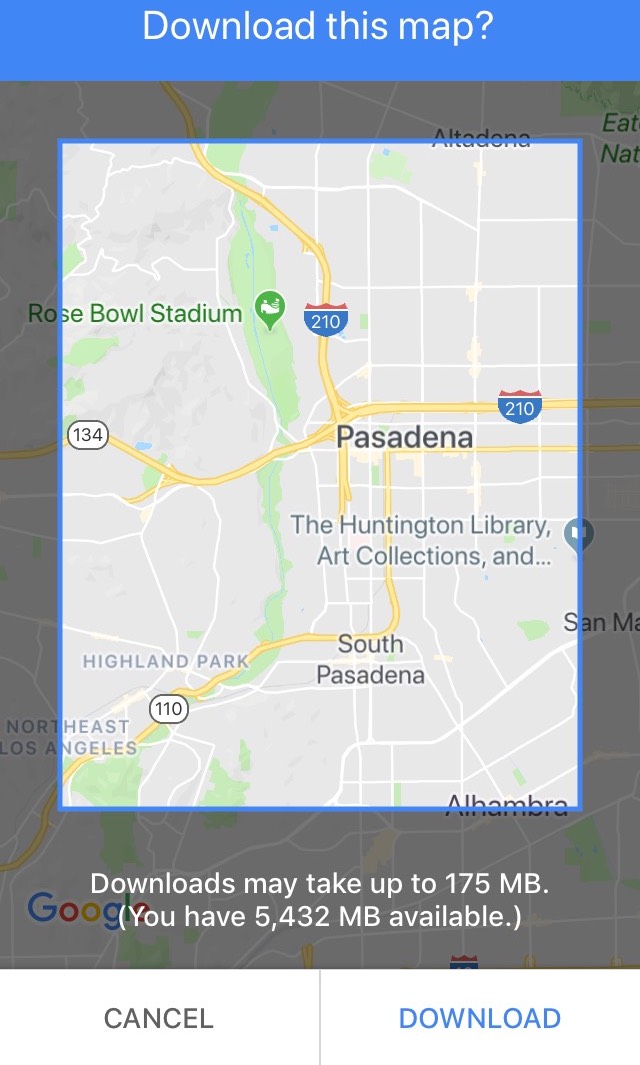 Download this map?
Altadena
Eat
Nat
Rose Bowl Stadium
210
210
134
Pasadena
The Huntington Library,
Art Collections, and...
San Ma
South
Pasadena
HIGHLAND PARK
110
NORTHEAST
LOS ANGELES
Alhambra
Downloads may take up to 175 MB.
Google
(You have 5,432 MB available.)
CANCEL
DOWNLOAD